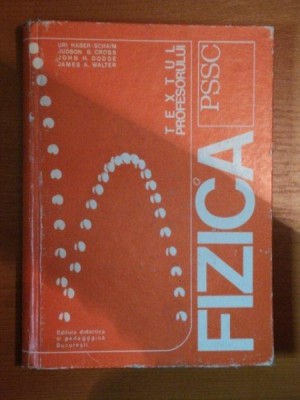 URI HABER-SCHAIM
JUDSON B. CROSS
JOHN H. DODGE
JAMES A. WALTER
TEXTUL
PROFESORULUI
PSSC
FIZICA
Editura didactică
și pedagogică
București